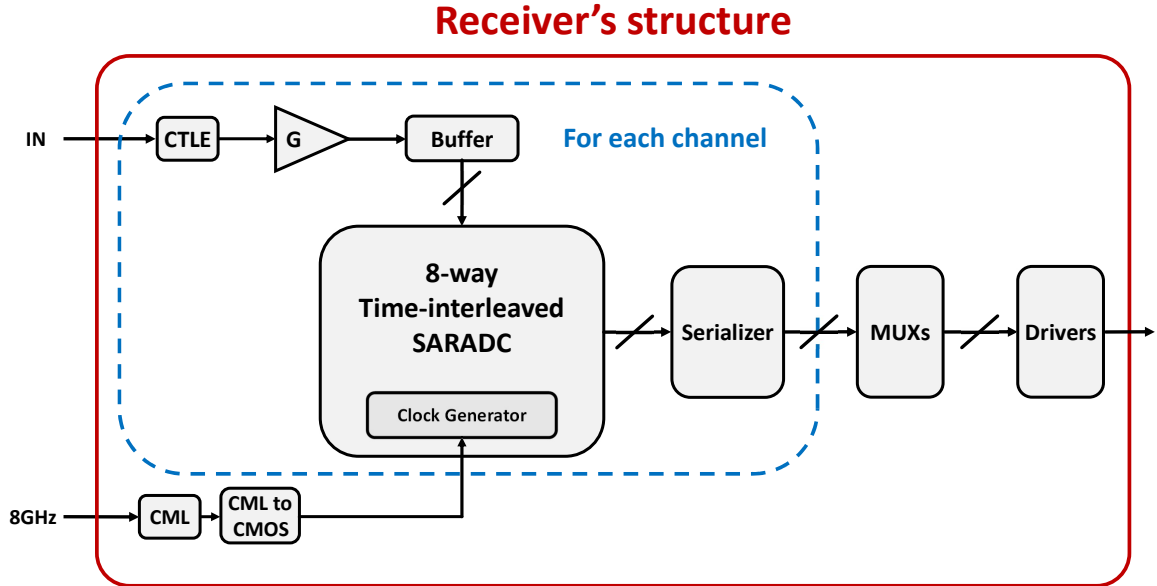 Receiver's structure
IN
CTLE
G
Buffer
For each channel
8-way
Time-interleaved
SARADC
Serializer
MUXs
Drivers
Clock Generator
8GHz
CML
CML to
CMOS